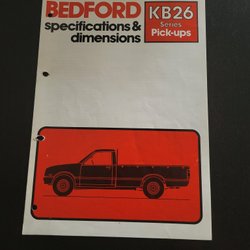 BEDFORD
specifications &
dimensions
KB26
Series
Pick-ups